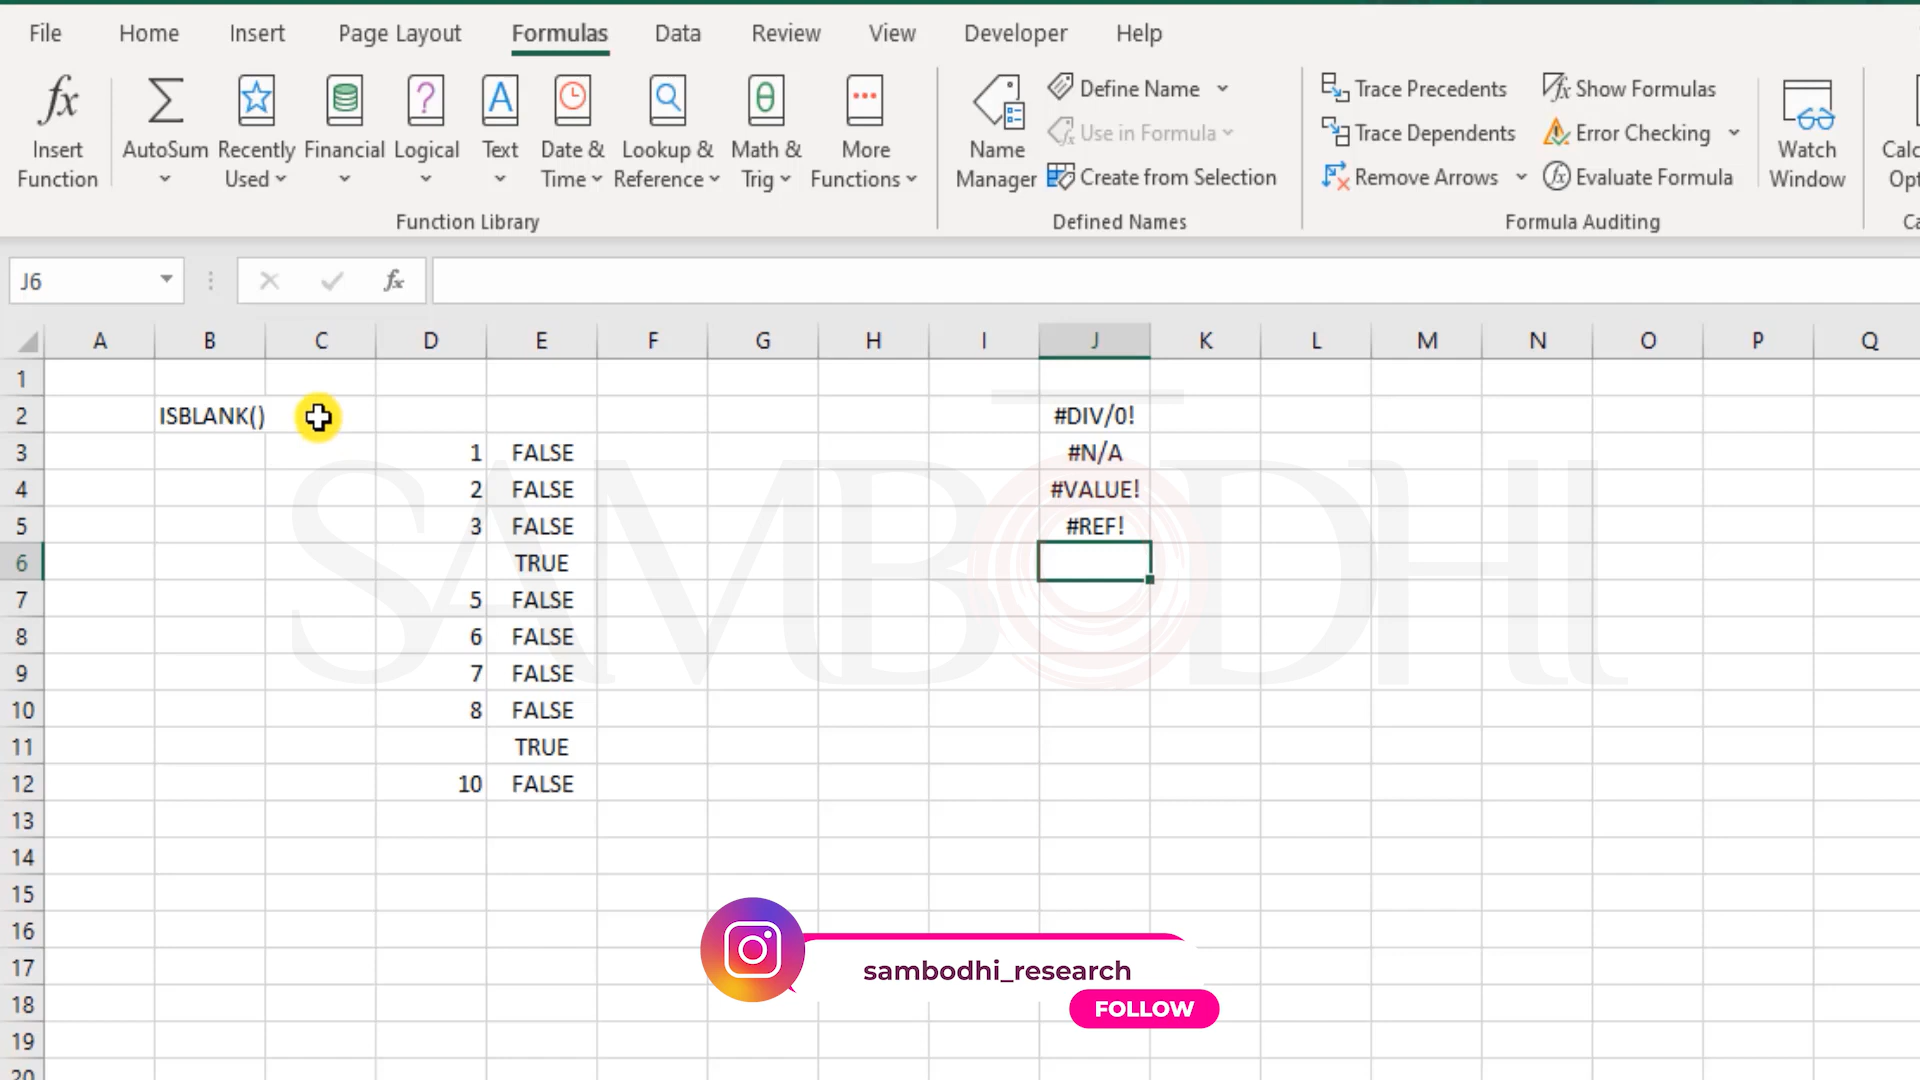 File Home Insert Page Layout Formulas Data Review View Developer Help
Insert Function
AutoSum
Recently Used
Financial
Logical
Text
Date & Time
Lookup & Reference
Math & Trig
More Functions
Function Library
Name Manager
Define Name
Use in Formula
Create from Selection
Defined Names
Trace Precedents
Trace Dependents
Remove Arrows
Show Formulas
Error Checking
Evaluate Formula
Formula Auditing
Watch Window
J6
fx
A B C D E F G H I J K L M N O P Q
1
2 ISBLANK() #DIV/0!
3 1 FALSE #N/A
4 2 FALSE #VALUE!
5 3 FALSE #REF!
6 TRUE
7 5 FALSE
8 6 FALSE
9 7 FALSE
10 8 FALSE
11 TRUE
12 10 FALSE
13
14
15
16
17
18
19
20
SAMBODHI
sambodhi_research
FOLLOW